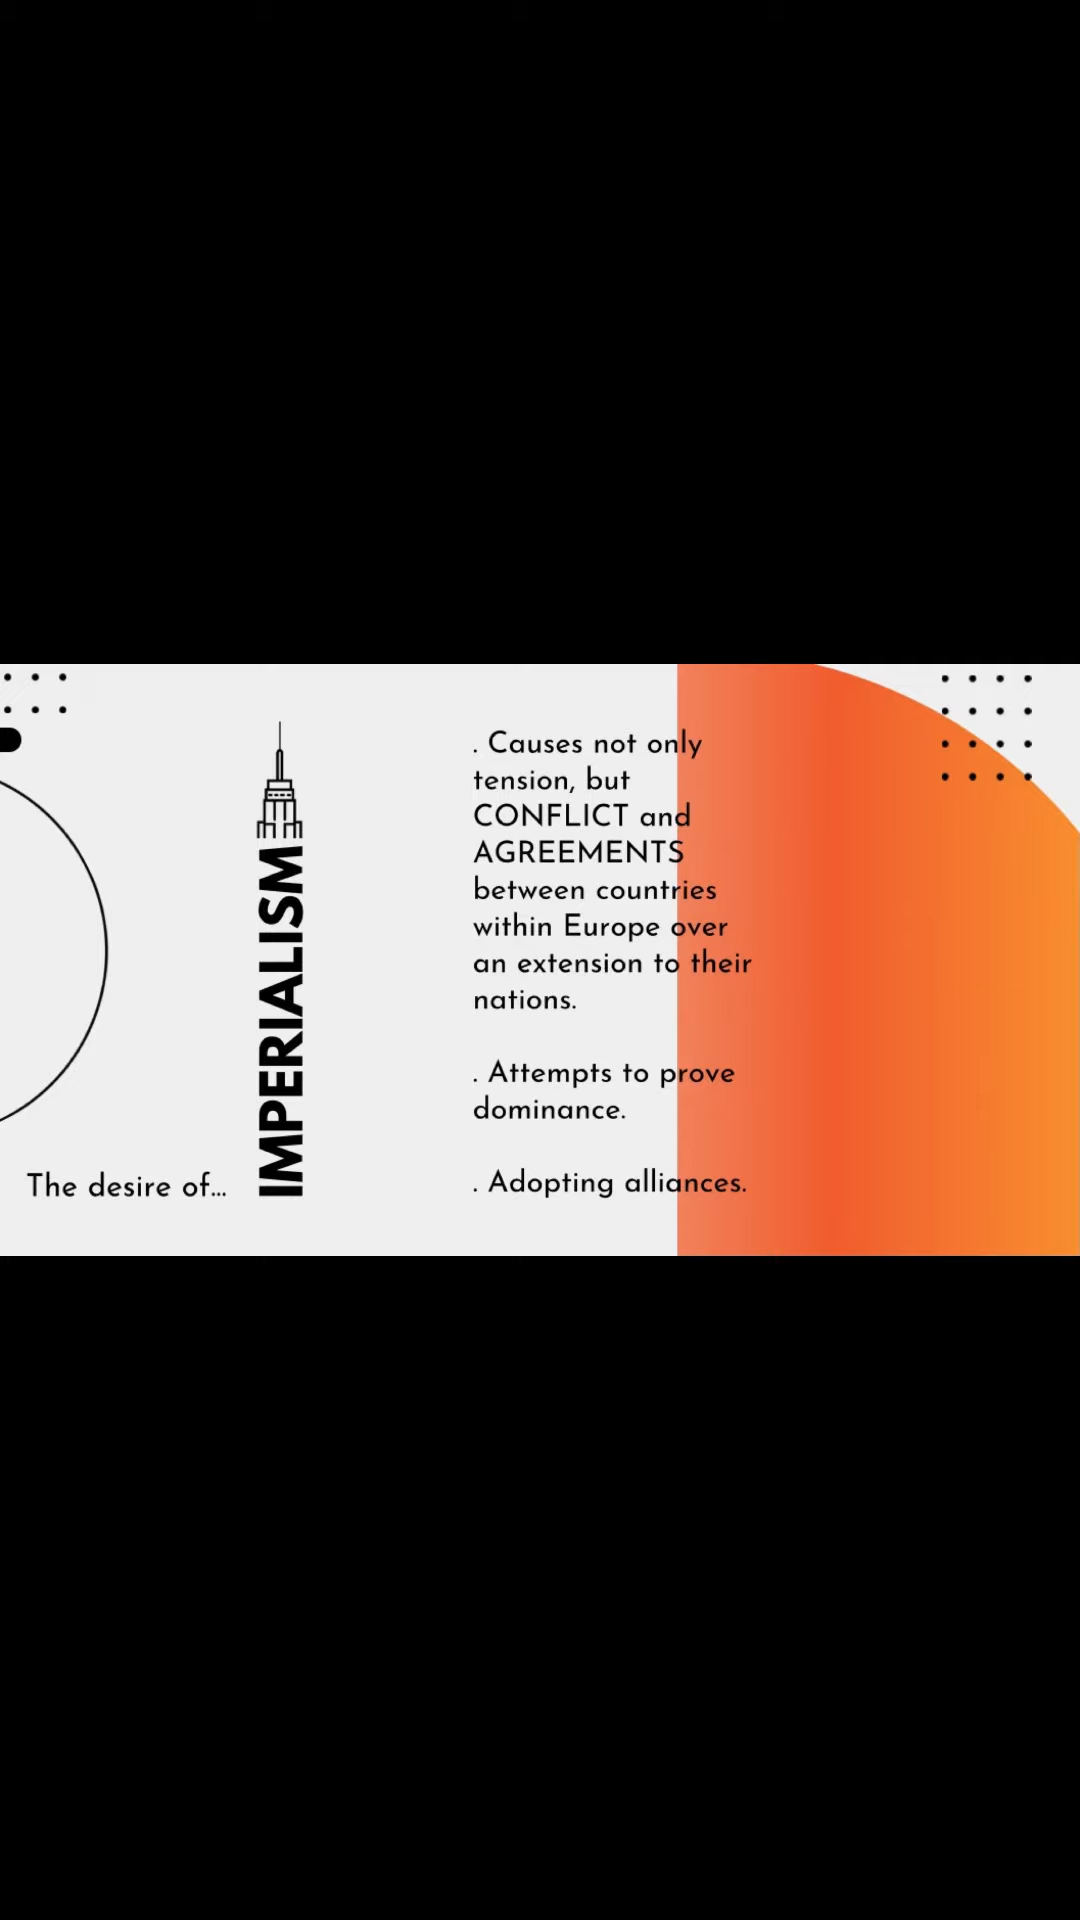 The desire of...
IMPERIALISM
. Causes not only
tension, but
CONFLICT and
AGREEMENTS
between countries
within Europe over
an extension to their
nations.
. Attempts to prove
dominance.
. Adopting alliances.